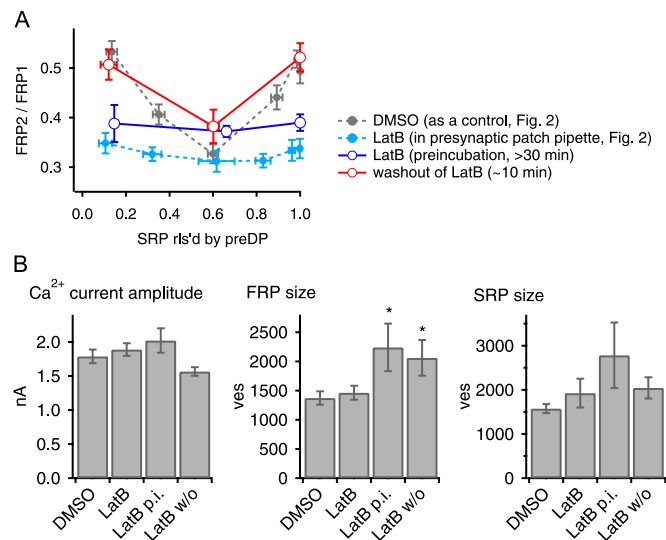 A
FRP2 / FRP1
0.5
0.4
0.3
0.0
0.2
0.4
0.6
0.8
1.0
SRP rls'd by preDP
DMSO (as a control, Fig. 2)
LatB (in presynaptic patch pipette, Fig. 2)
LatB (preincubation, >30 min)
washout of LatB (~10 min)
B
Ca2+ current amplitude
nA
2.0
1.5
1.0
0.5
0.0
DMSO
LatB
LatB p.i.
LatB w/o
FRP size
ves
2500
2000
1500
1000
500
0
*
*
DMSO
LatB
LatB p.i.
LatB w/o
SRP size
ves
3000
2000
1000
0
DMSO
LatB
LatB p.i.
LatB w/o